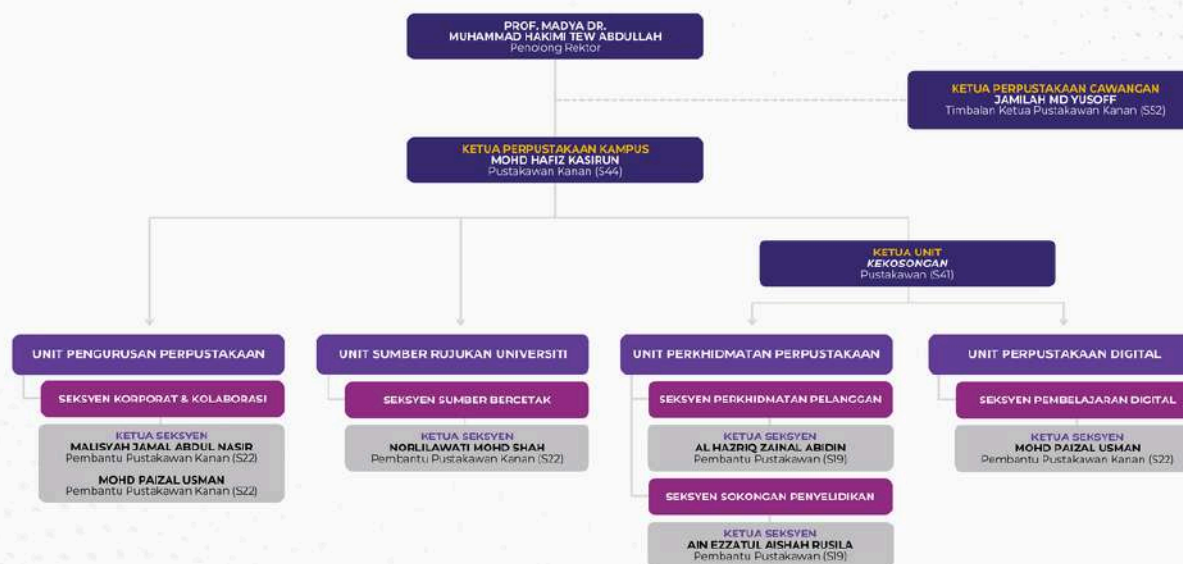 PROF. MADYA DR.
MUHAMMAD HAKIMI TEW ABDULLAH
Penolong Rektor
KETUA PERPUSTAKAAN CAWANGAN
JAMILAH MD YUSOFF
Timbalan Ketua Pustakawan Kanan (S52)
KETUA PERPUSTAKAAN KAMPUS
MOHD HAFIZ KASIRUN
Pustakawan Kanan (S44)
KETUA UNIT
KEKOSONGAN
Pustakawan (S41)
UNIT PENGURUSAN PERPUSTAKAAN
SEKSYEN KORPORAT & KOLABORASI
KETUA SEKSYEN
MALISYAH JAMAL ABDUL NASIR
Pembantu Pustakawan Kanan (S22)
MOHD PAIZAL USMAN
Pembantu Pustakawan Kanan (S22)
UNIT SUMBER RUJUKAN UNIVERSITI
SEKSYEN SUMBER BERCETAK
KETUA SEKSYEN
NORLILAWATI MOHD SHAH
Pembantu Pustakawan Kanan (S22)
UNIT PERKHIDMATAN PERPUSTAKAAN
SEKSYEN PERKHIDMATAN PELANGGAN
KETUA SEKSYEN
AL HAZRIQ ZAINAL ABIDIN
Pembantu Pustakawan (S19)
SEKSYEN SOKONGAN PENYELIDIKAN
KETUA SEKSYEN
AIN EZZATUL AISHAH RUSILA
Pembantu Pustakawan (S19)
UNIT PERPUSTAKAAN DIGITAL
SEKSYEN PEMBELAJARAN DIGITAL
KETUA SEKSYEN
MOHD PAIZAL USMAN
Pembantu Pustakawan Kanan (S22)